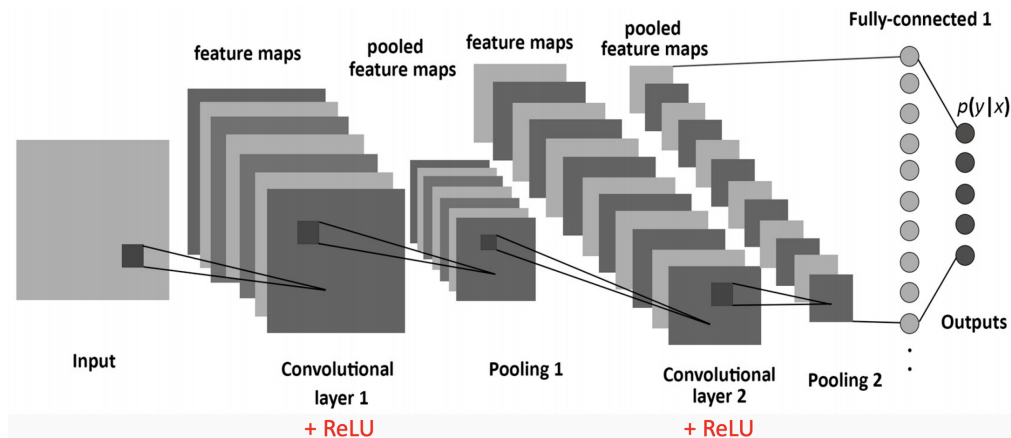 Fully-connected 1
feature maps
pooled
feature maps
feature maps
pooled
feature maps
p(y|x)
Input
Convolutional
layer 1
Pooling 1
Convolutional
layer 2
Pooling 2
Outputs
+ ReLU
+ ReLU